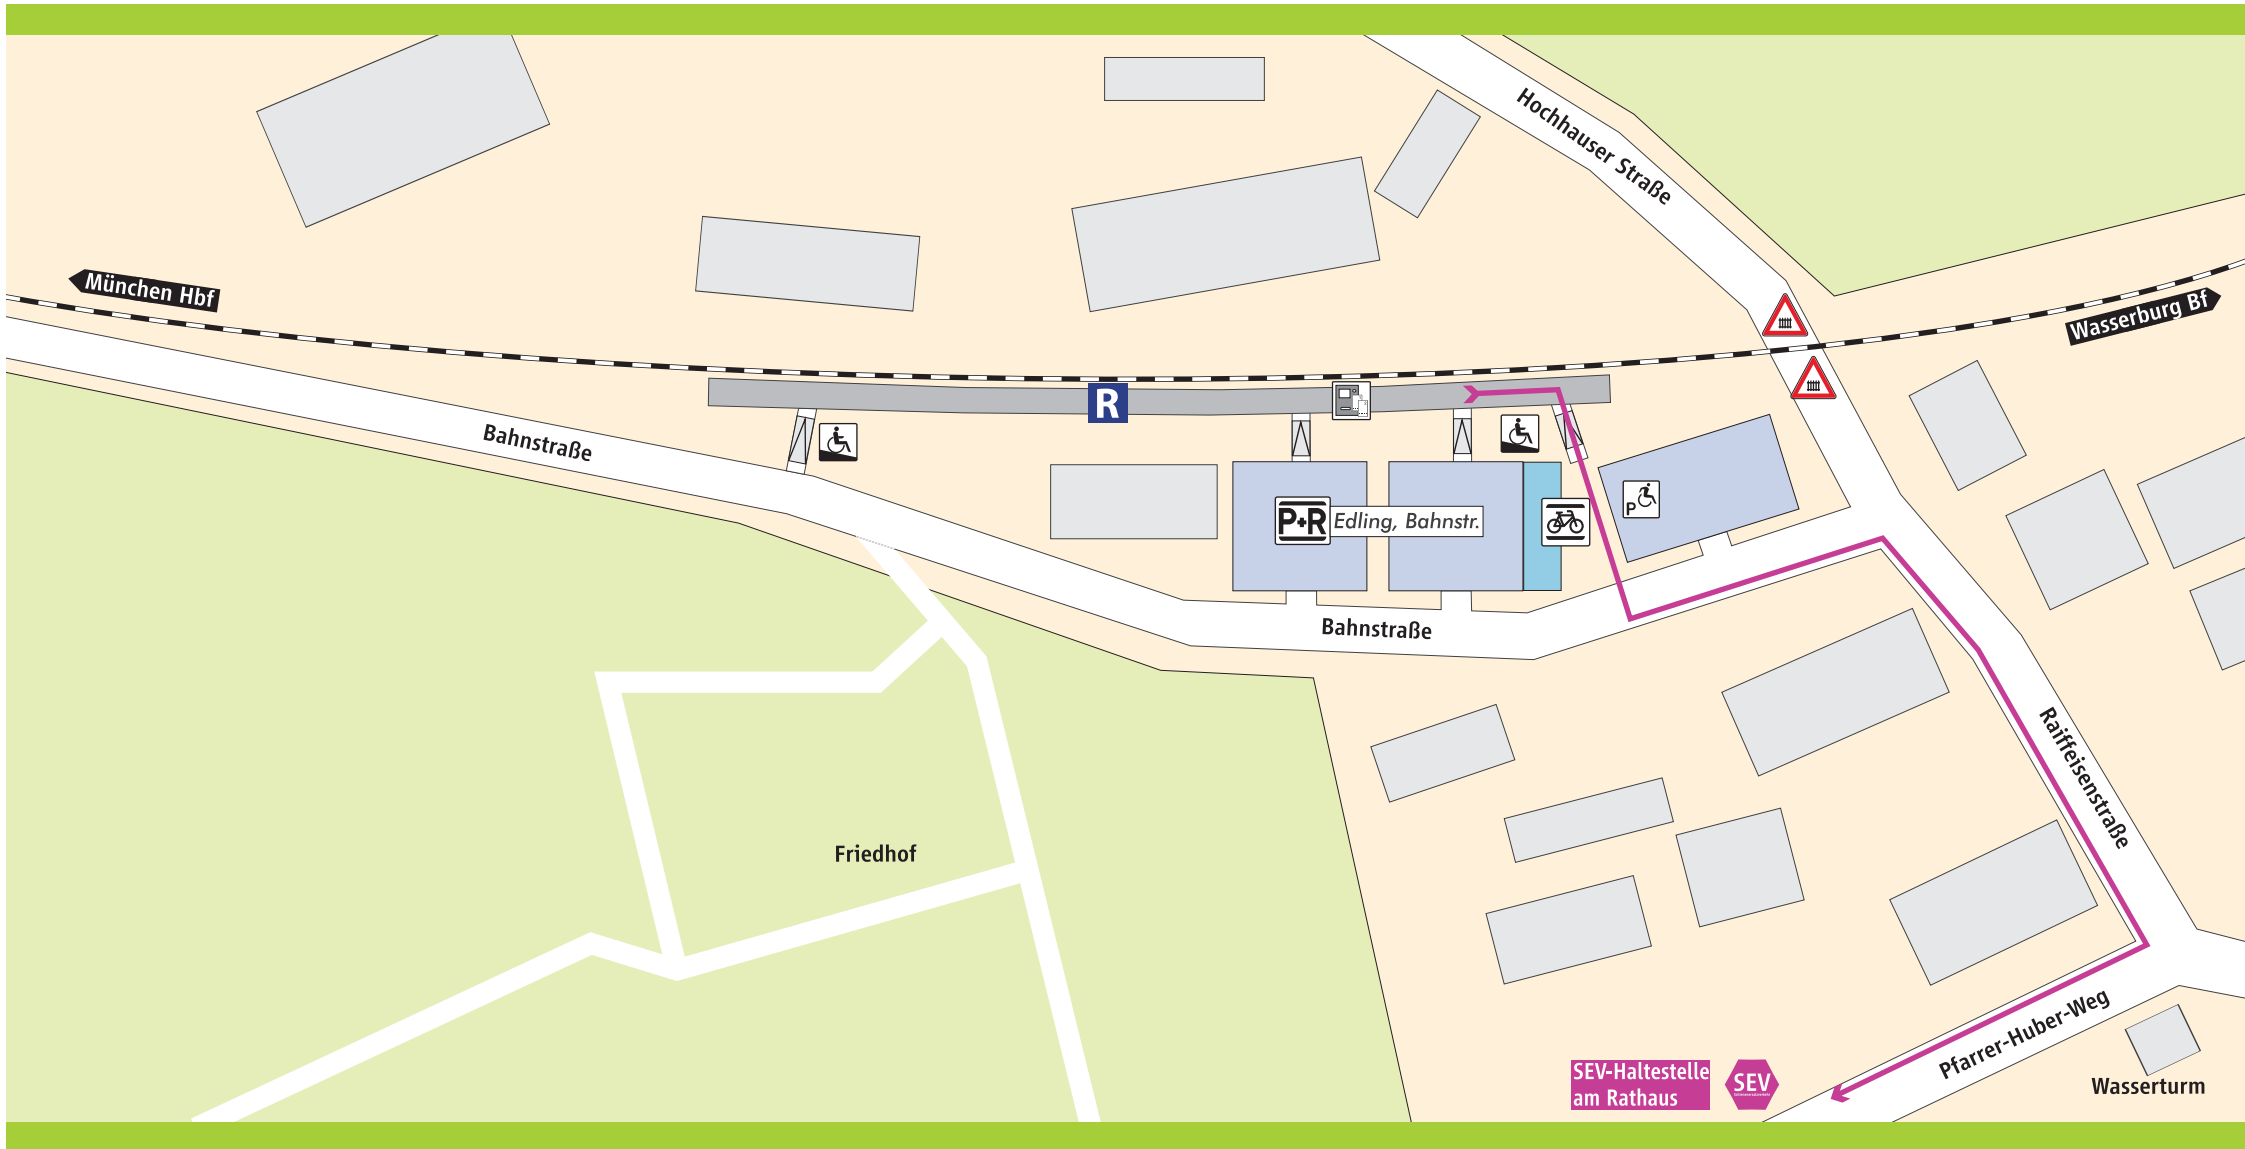 Hochhauser Straße
München Hbf
Wasserburg Bf
R
Bahnstraße
P
P+R
Edling, Bahnstr.
Bahnstraße
Raiffeisenstraße
Friedhof
Pfarrer-Huber-Weg
SEV-Haltestelle
am Rathaus
SEV
Wasserturm